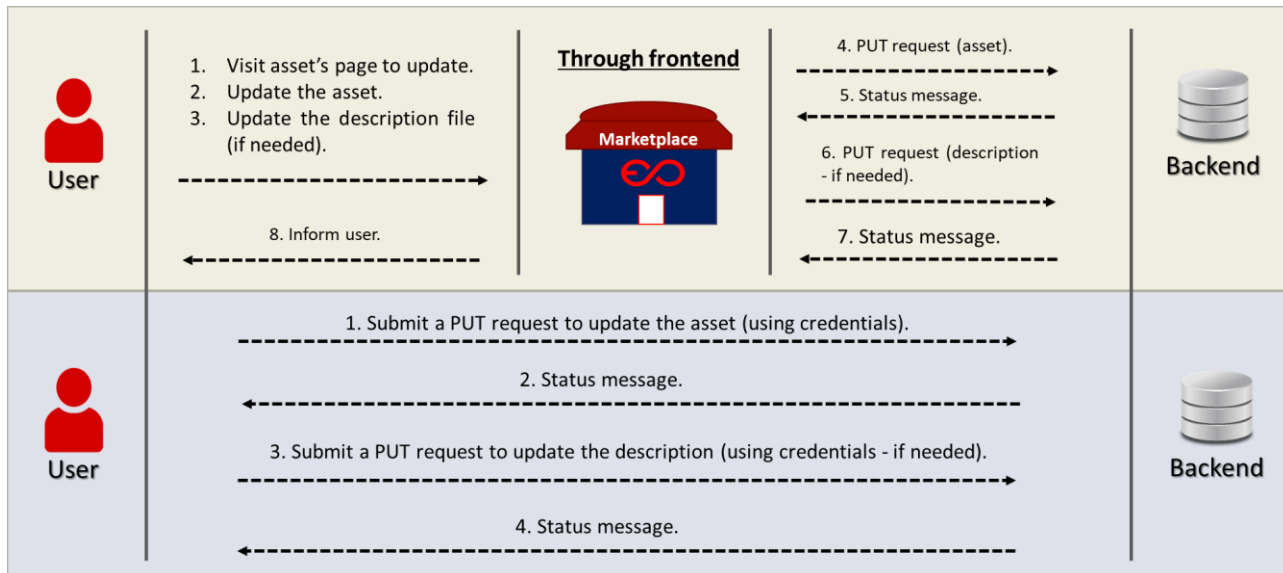 Through frontend
1. Visit asset's page to update.
2. Update the asset.
3. Update the description file
(if needed).
User
8. Inform user.
Marketplace
4. PUT request (asset).
5. Status message.
6. PUT request (description
- if needed).
7. Status message.
Backend
1. Submit a PUT request to update the asset (using credentials).
2. Status message.
3. Submit a PUT request to update the description (using credentials - if needed).
4. Status message.
User
Backend